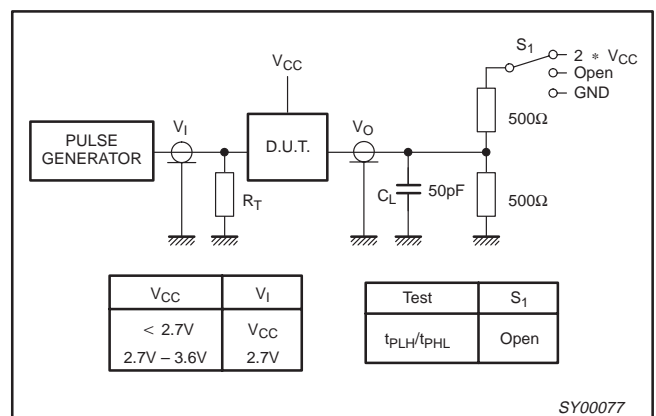 S1
2 * VCC
Open
GND
VCC
500Ω
PULSE
GENERATOR
VI
D.U.T.
VO
RT
CL
50pF
500Ω
VCC VI
< 2.7V VCC
2.7V – 3.6V 2.7V
Test S1
tPLH/tPHL Open
SY00077